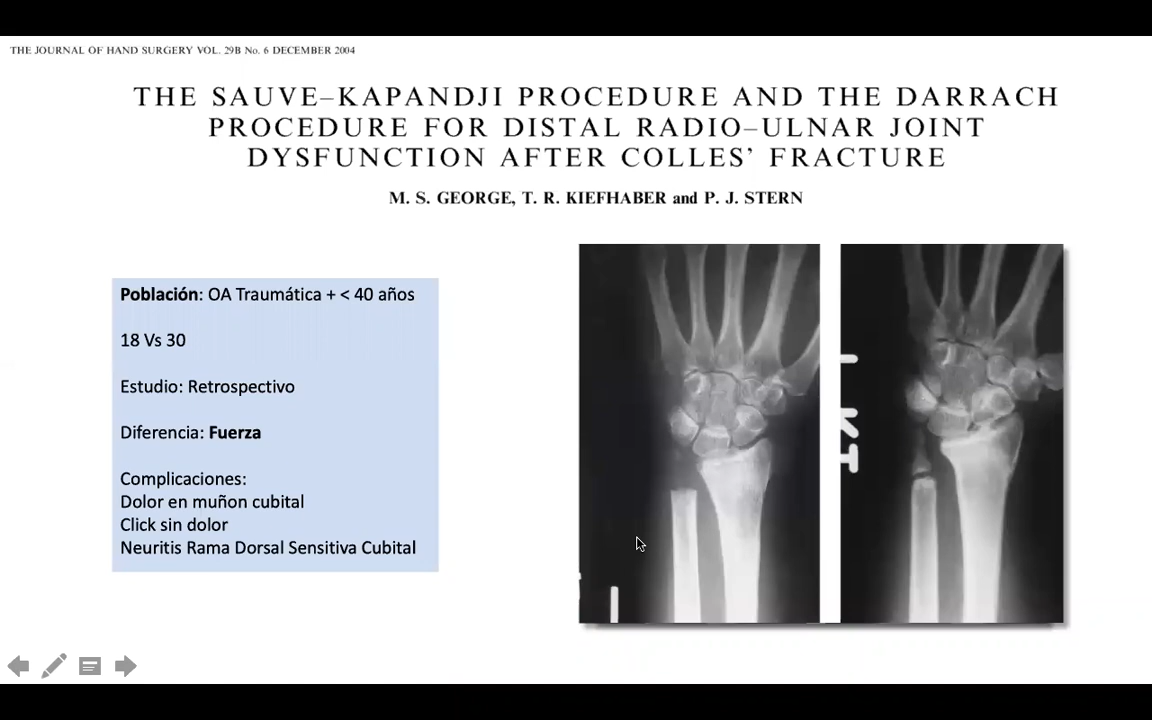 THE JOURNAL OF HAND SURGERY VOL. 29B No. 6 DECEMBER 2004
THE SAUVE–KAPANDJI PROCEDURE AND THE DARRACH
PROCEDURE FOR DISTAL RADIO–ULNAR JOINT
DYSFUNCTION AFTER COLLES’ FRACTURE
M. S. GEORGE, T. R. KIEFHABER and P. J. STERN
Población: OA Traumática + < 40 años
18 Vs 30
Estudio: Retrospectivo
Diferencia: Fuerza
Complicaciones:
Dolor en muñon cubital
Click sin dolor
Neuritis Rama Dorsal Sensitiva Cubital